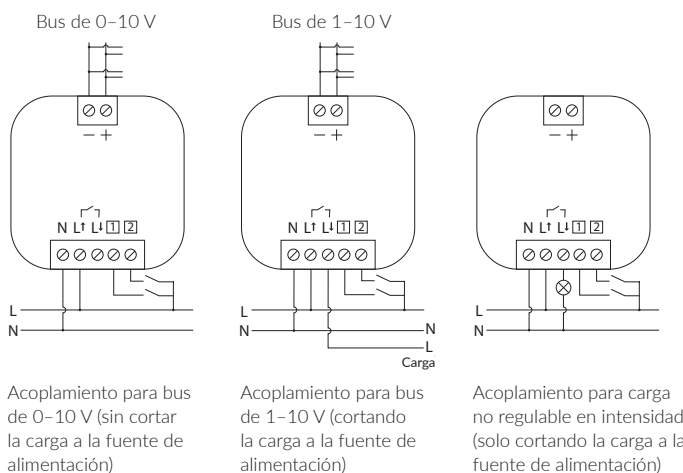 Bus de 0–10 V
Bus de 1–10 V
− +
− +
− +
N L↑ L↓ 1 2
N L↑ L↓ 1 2
N L↑ L↓ 1 2
L
N
L
N
N
L
Carga
L
N
Acoplamiento para bus
de 0–10 V (sin cortar
la carga a la fuente de
alimentación)
Acoplamiento para bus
de 1–10 V (cortando
la carga a la fuente de
alimentación)
Acoplamiento para carga
no regulable en intensidad
(solo cortando la carga a la
fuente de alimentación)